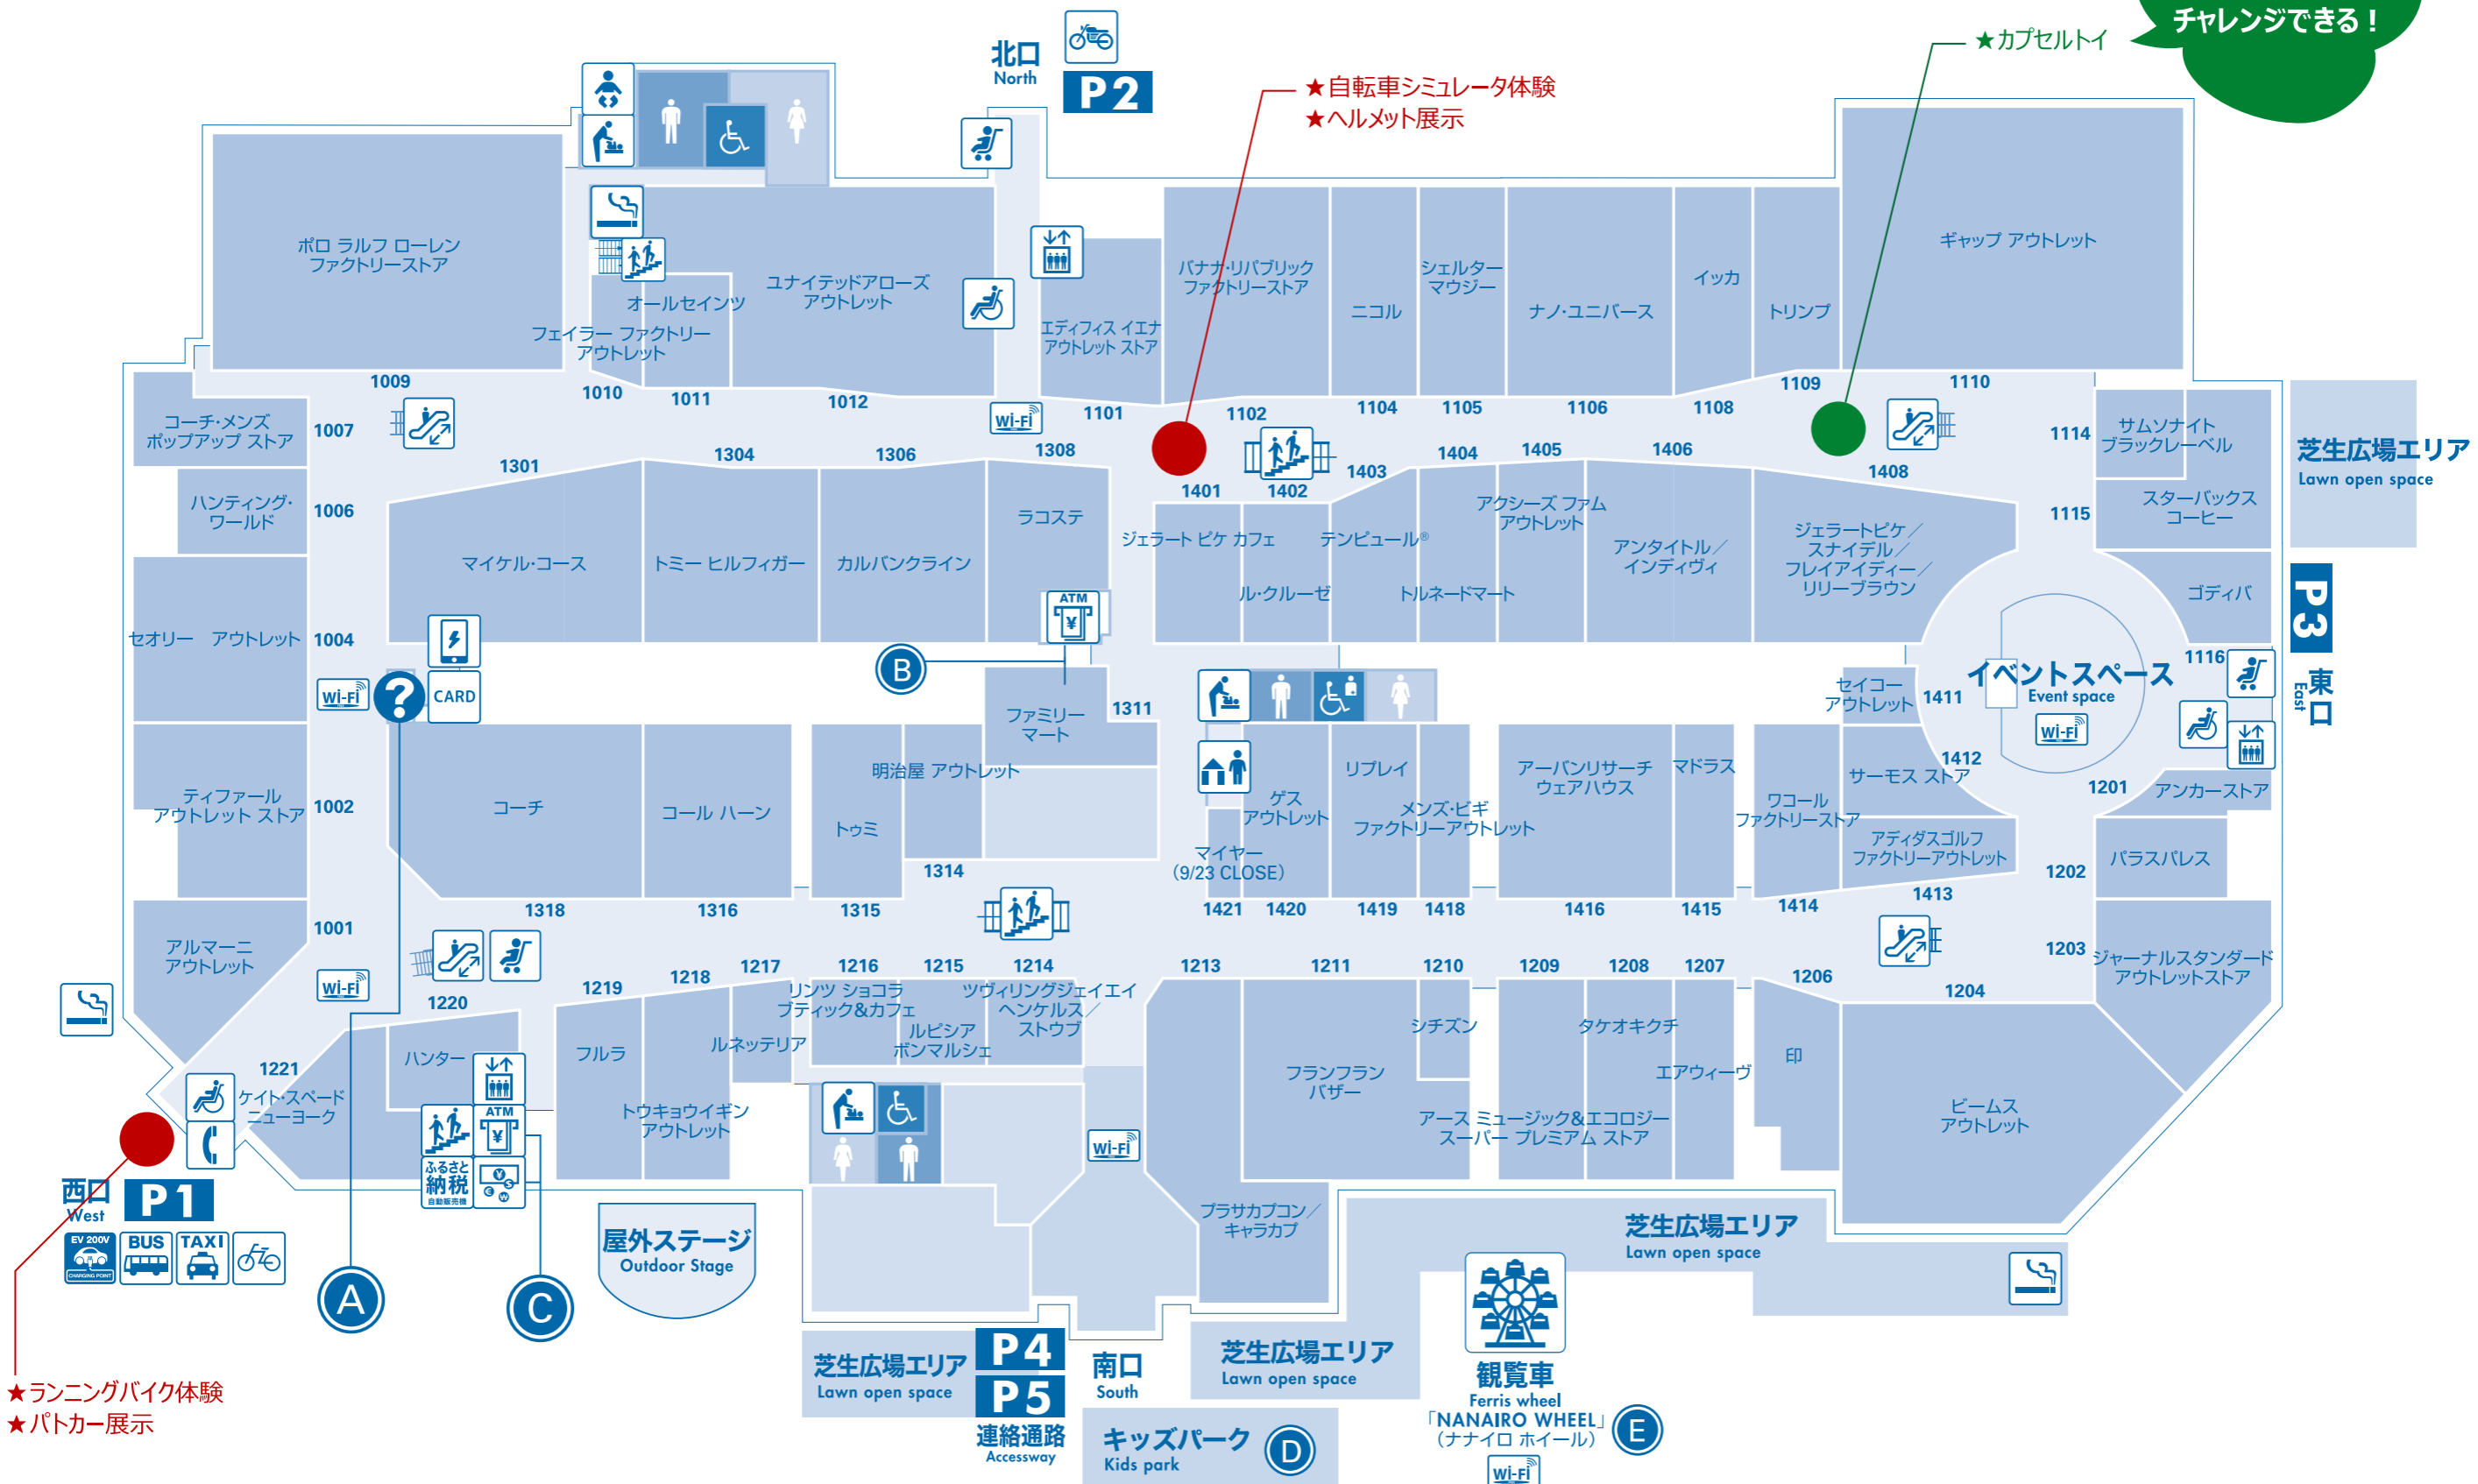 チャレンジできる！
★カプセルトイ
北口
North
P2
★自転車シミュレータ体験
★ヘルメット展示
ポロ ラルフ ローレン
ファクトリーストア
1009
フェイラー ファクトリー
アウトレット
1010
オールセインツ
1011
ユナイテッドアローズ
アウトレット
1012
Wi-Fi
エディフィス イエナ
アウトレット ストア
1101
バナナ・リパブリック
ファクトリーストア
1102
ニコル
1104
シェルター
マウジー
1105
ナノ・ユニバース
1106
イッカ
1108
トリンプ
1109
ギャップ アウトレット
1110
コーチ・メンズ
ポップアップ ストア
1007
ハンティング・
ワールド
1006
セオリー　アウトレット
1004
Wi-Fi
?
CARD
ティファール
アウトレット ストア
1002
アルマーニ
アウトレット
1001
Wi-Fi
1301
マイケル・コース
1304
トミー ヒルフィガー
1306
カルバンクライン
1308
ラコステ
ATM
¥
B
ファミリー
マート
1311
1401
ジェラート ピケ カフェ
1402
ル・クルーゼ
1403
テンピュール®
1404
トルネードマート
1405
アクシーズ ファム
アウトレット
1406
アンタイトル／
インディヴィ
1408
ジェラートピケ／
スナイデル／
フレイアイディー／
リリーブラウン
1114
サムソナイト
ブラックレーベル
1115
スターバックス
コーヒー
ゴディバ
1116
芝生広場エリア
Lawn open space
P3
東口
East
イベントスペース
Event space
Wi-Fi
セイコー
アウトレット
1411
サーモス ストア
1412
アディダスゴルフ
ファクトリーアウトレット
1413
ワコール
ファクトリーストア
1414
マドラス
1415
アーバンリサーチ
ウェアハウス
1416
メンズ・ビギ
ファクトリーアウトレット
1418
リプレイ
1419
ゲス
アウトレット
1420
マイヤー
（9/23 CLOSE）
1421
コーチ
1318
コール ハーン
1316
トゥミ
1315
明治屋 アウトレット
1314
1201
アンカーストア
1202
パラスパレス
1203
ジャーナルスタンダード
アウトレットストア
1204
ビームス
アウトレット
1206
印
1207
エアウィーヴ
1208
タケオキクチ
1209
アース ミュージック&エコロジー
スーパー プレミアム ストア
1210
シチズン
1211
フランフラン
バザー
1213
プラサカプコン／
キャラカプ
1214
ツヴィリングジェイエイ
ヘンケルス／
ストウブ
1215
ルピシア
ボンマルシェ
1216
リンツ ショコラ
ブティック&カフェ
1217
ルネッテリア
1218
トウキョウイギン
アウトレット
1219
フルラ
1220
ハンター
1221
ケイト・スペード
ニューヨーク
ATM
¥
ふるさと
納税
自動販売機
¥
$
€
W
Wi-Fi
西口
West
P1
EV 200V
CHARGING POINT
BUS
TAXI
A
C
屋外ステージ
Outdoor Stage
★ランニングバイク体験
★パトカー展示
芝生広場エリア
Lawn open space
P4
P5
連絡通路
Accessway
南口
South
芝生広場エリア
Lawn open space
芝生広場エリア
Lawn open space
キッズパーク
Kids park
D
観覧車
Ferris wheel
「NANAIRO WHEEL」
（ナナイロ ホイール）
E
Wi-Fi